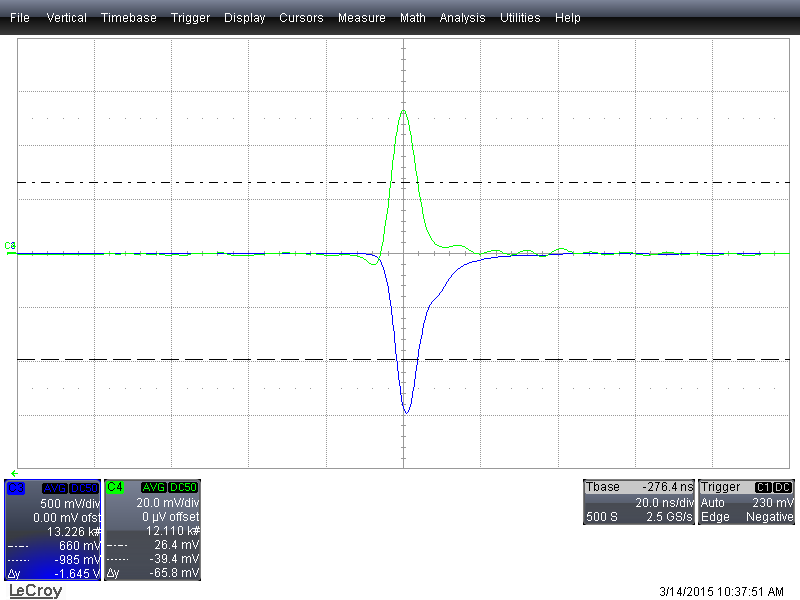 File Vertical Timebase Trigger Display Cursors Measure Math Analysis Utilities Help
AVG DC50
500 mV/div
0.00 mV ofst
13.226 k#
660 mV
-985 mV
Δy -1.645 V
C4 AVG DC50
20.0 mV/div
0 µV offset
12.110 k#
26.4 mV
-39.4 mV
Δy -65.8 mV
Tbase -276.4 ns
20.0 ns/div
500 S 2.5 GS/s
Trigger C1 DC
Auto 230 mV
Edge Negative
LeCroy
3/14/2015 10:37:51 AM